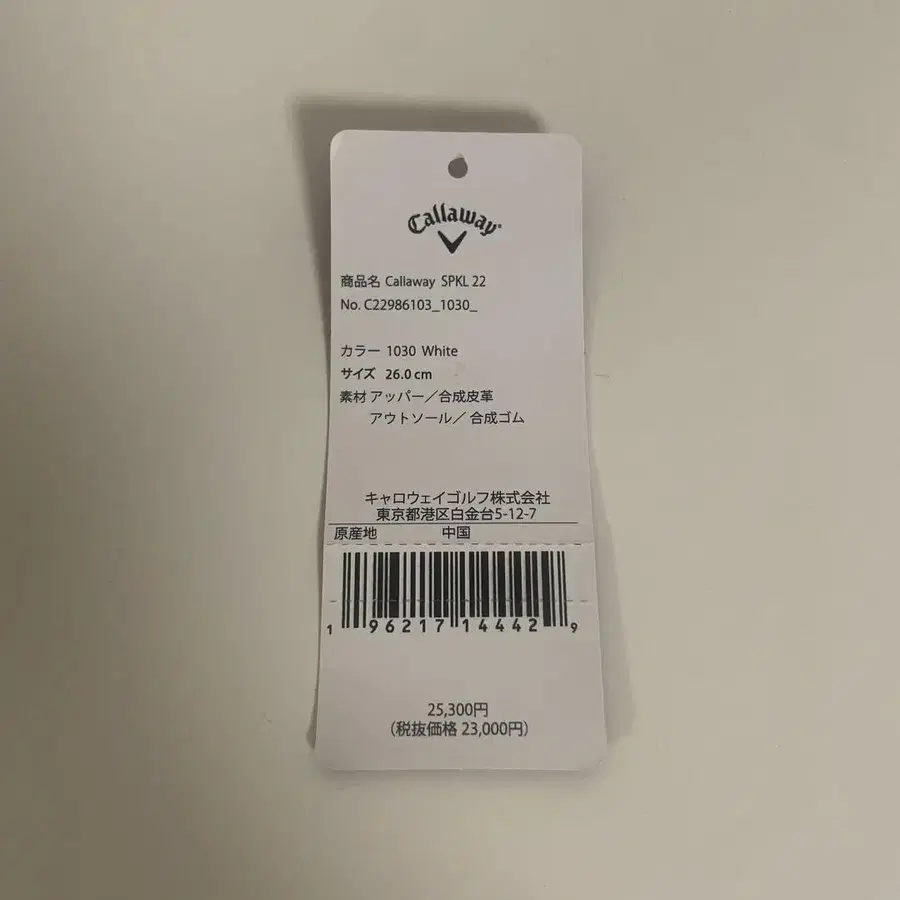 Callaway
商品名 Callaway SPKL 22
No. C22986103_1030_
カラー 1030 White
サイズ 26.0 cm
素材 アッパー／合成皮革
アウトソール／合成ゴム
キャロウェイゴルフ株式会社
東京都港区白金台5-12-7
原産地 中国
1 96217 14442 9
25,300円
(税抜価格 23,000円)